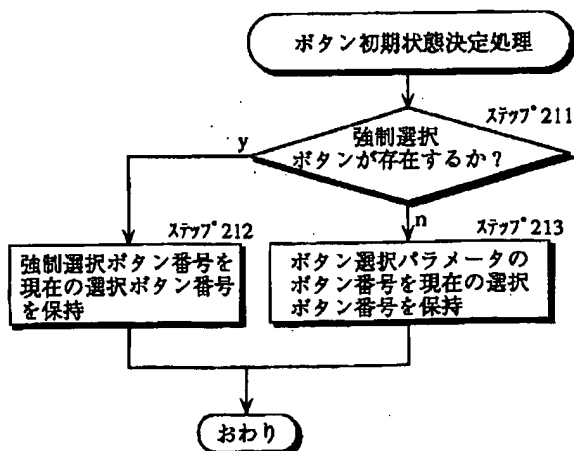 ボタン初期状態決定処理
ステップ211
強制選択
ボタンが存在するか？
y
n
ステップ212
強制選択ボタン番号を
現在の選択ボタン番号
を保持
ステップ213
ボタン選択パラメータの
ボタン番号を現在の選択
ボタン番号を保持
おわり